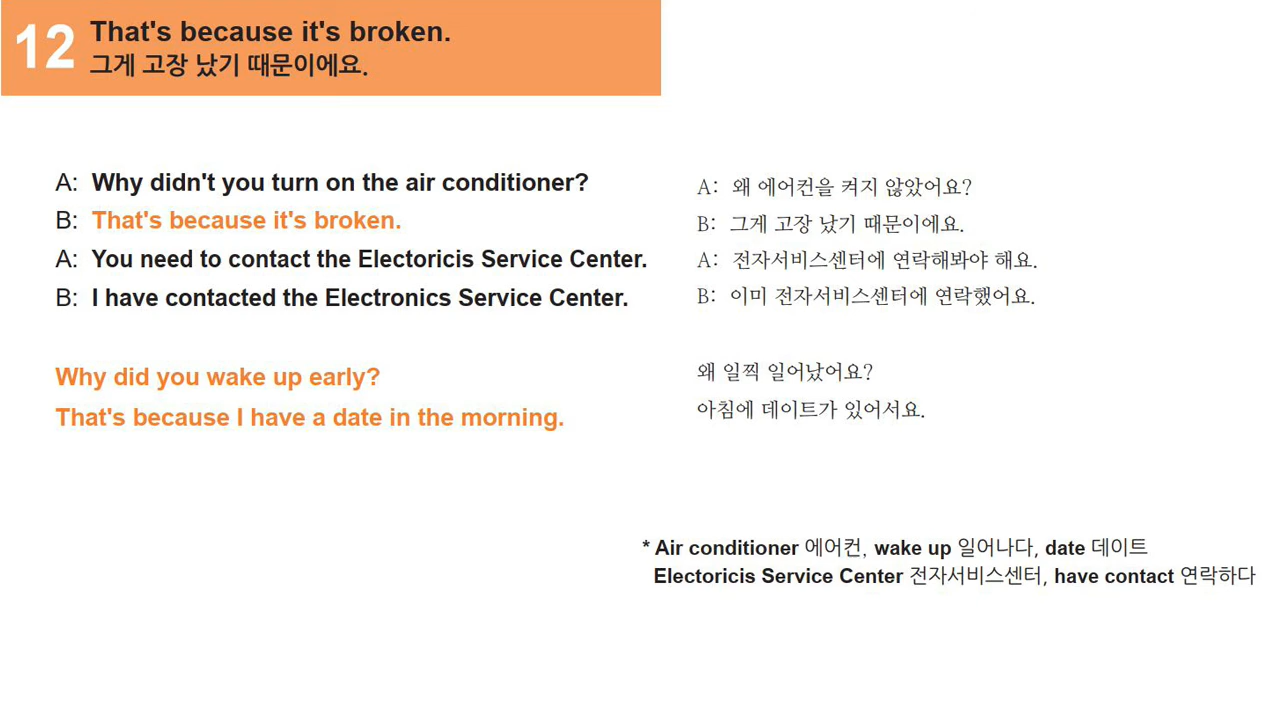 12
That's because it's broken.
그게 고장 났기 때문이에요.
A: Why didn't you turn on the air conditioner?
B: That's because it's broken.
A: You need to contact the Electoricis Service Center.
B: I have contacted the Electronics Service Center.
Why did you wake up early?
That's because I have a date in the morning.
A: 왜 에어컨을 켜지 않았어요?
B: 그게 고장 났기 때문이에요.
A: 전자서비스센터에 연락해봐야 해요.
B: 이미 전자서비스센터에 연락했어요.
왜 일찍 일어났어요?
아침에 데이트가 있어서요.
* Air conditioner 에어컨, wake up 일어나다, date 데이트
Electoricis Service Center 전자서비스센터, have contact 연락하다